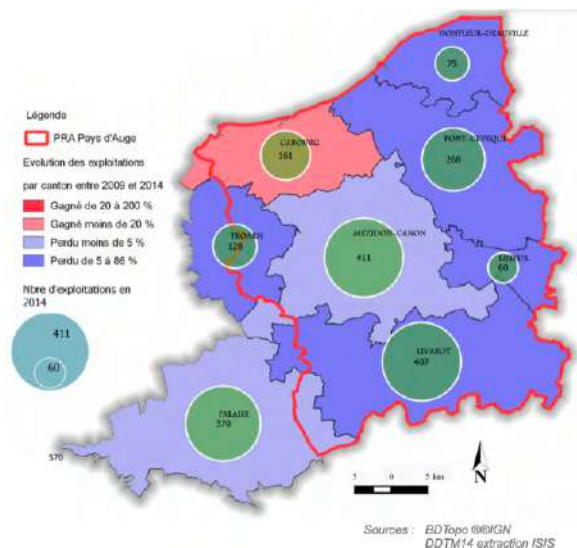 HONFLEUR-DEAUVILLE
75
Légende
PRA Pays d'Auge
CABOURG
161
PONT-L'EVEQUE
268
Evolution des exploitations
par canton entre 2009 et 2014
Gagné de 20 à 200 %
Gagné moins de 20 %
Perdu moins de 5 %
Perdu de 5 à 86 %
TROARN
128
MEZIDON-CANON
411
LISIEUX
60
Nbre d'exploitations en
2014
411
60
LIVAROT
407
FALAISE
370
570
N
5 0 5 km
Sources : BDTopo ®®IGN
DDTM14 extraction ISIS